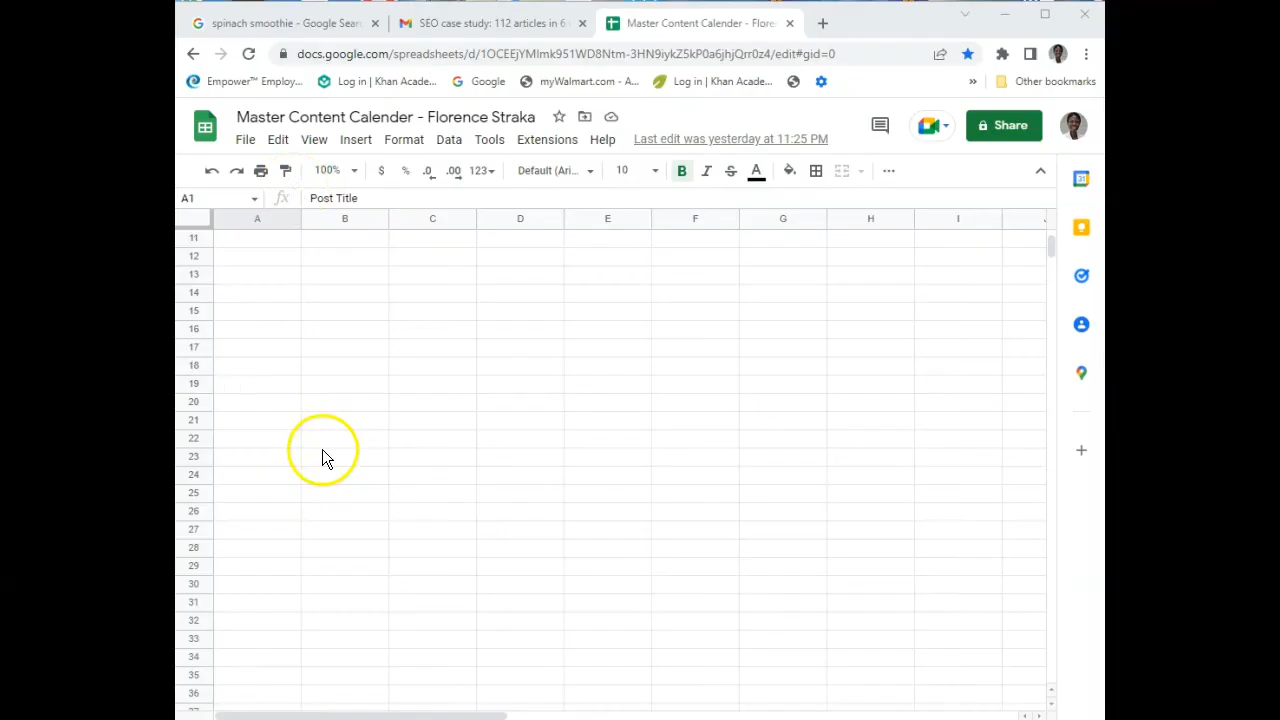 spinach smoothie - Google Sear
SEO case study: 112 articles in 6
Master Content Calender - Flore
docs.google.com/spreadsheets/d/1OCEEjYMlmk951WD8Ntm-3HN9iykZ5kP0a6jhjQrr0z4/edit#gid=0
Empower™ Employ... Log in | Khan Acade... Google myWalmart.com - A... Log in | Khan Acade... » Other bookmarks
Master Content Calender - Florence Straka
File Edit View Insert Format Data Tools Extensions Help Last edit was yesterday at 11:25 PM
Share
100% $ % .0 .00 123 Default (Ari... 10 B I S A
A1 fx Post Title
A B C D E F G H I
11
12
13
14
15
16
17
18
19
20
21
22
23
24
25
26
27
28
29
30
31
32
33
34
35
36